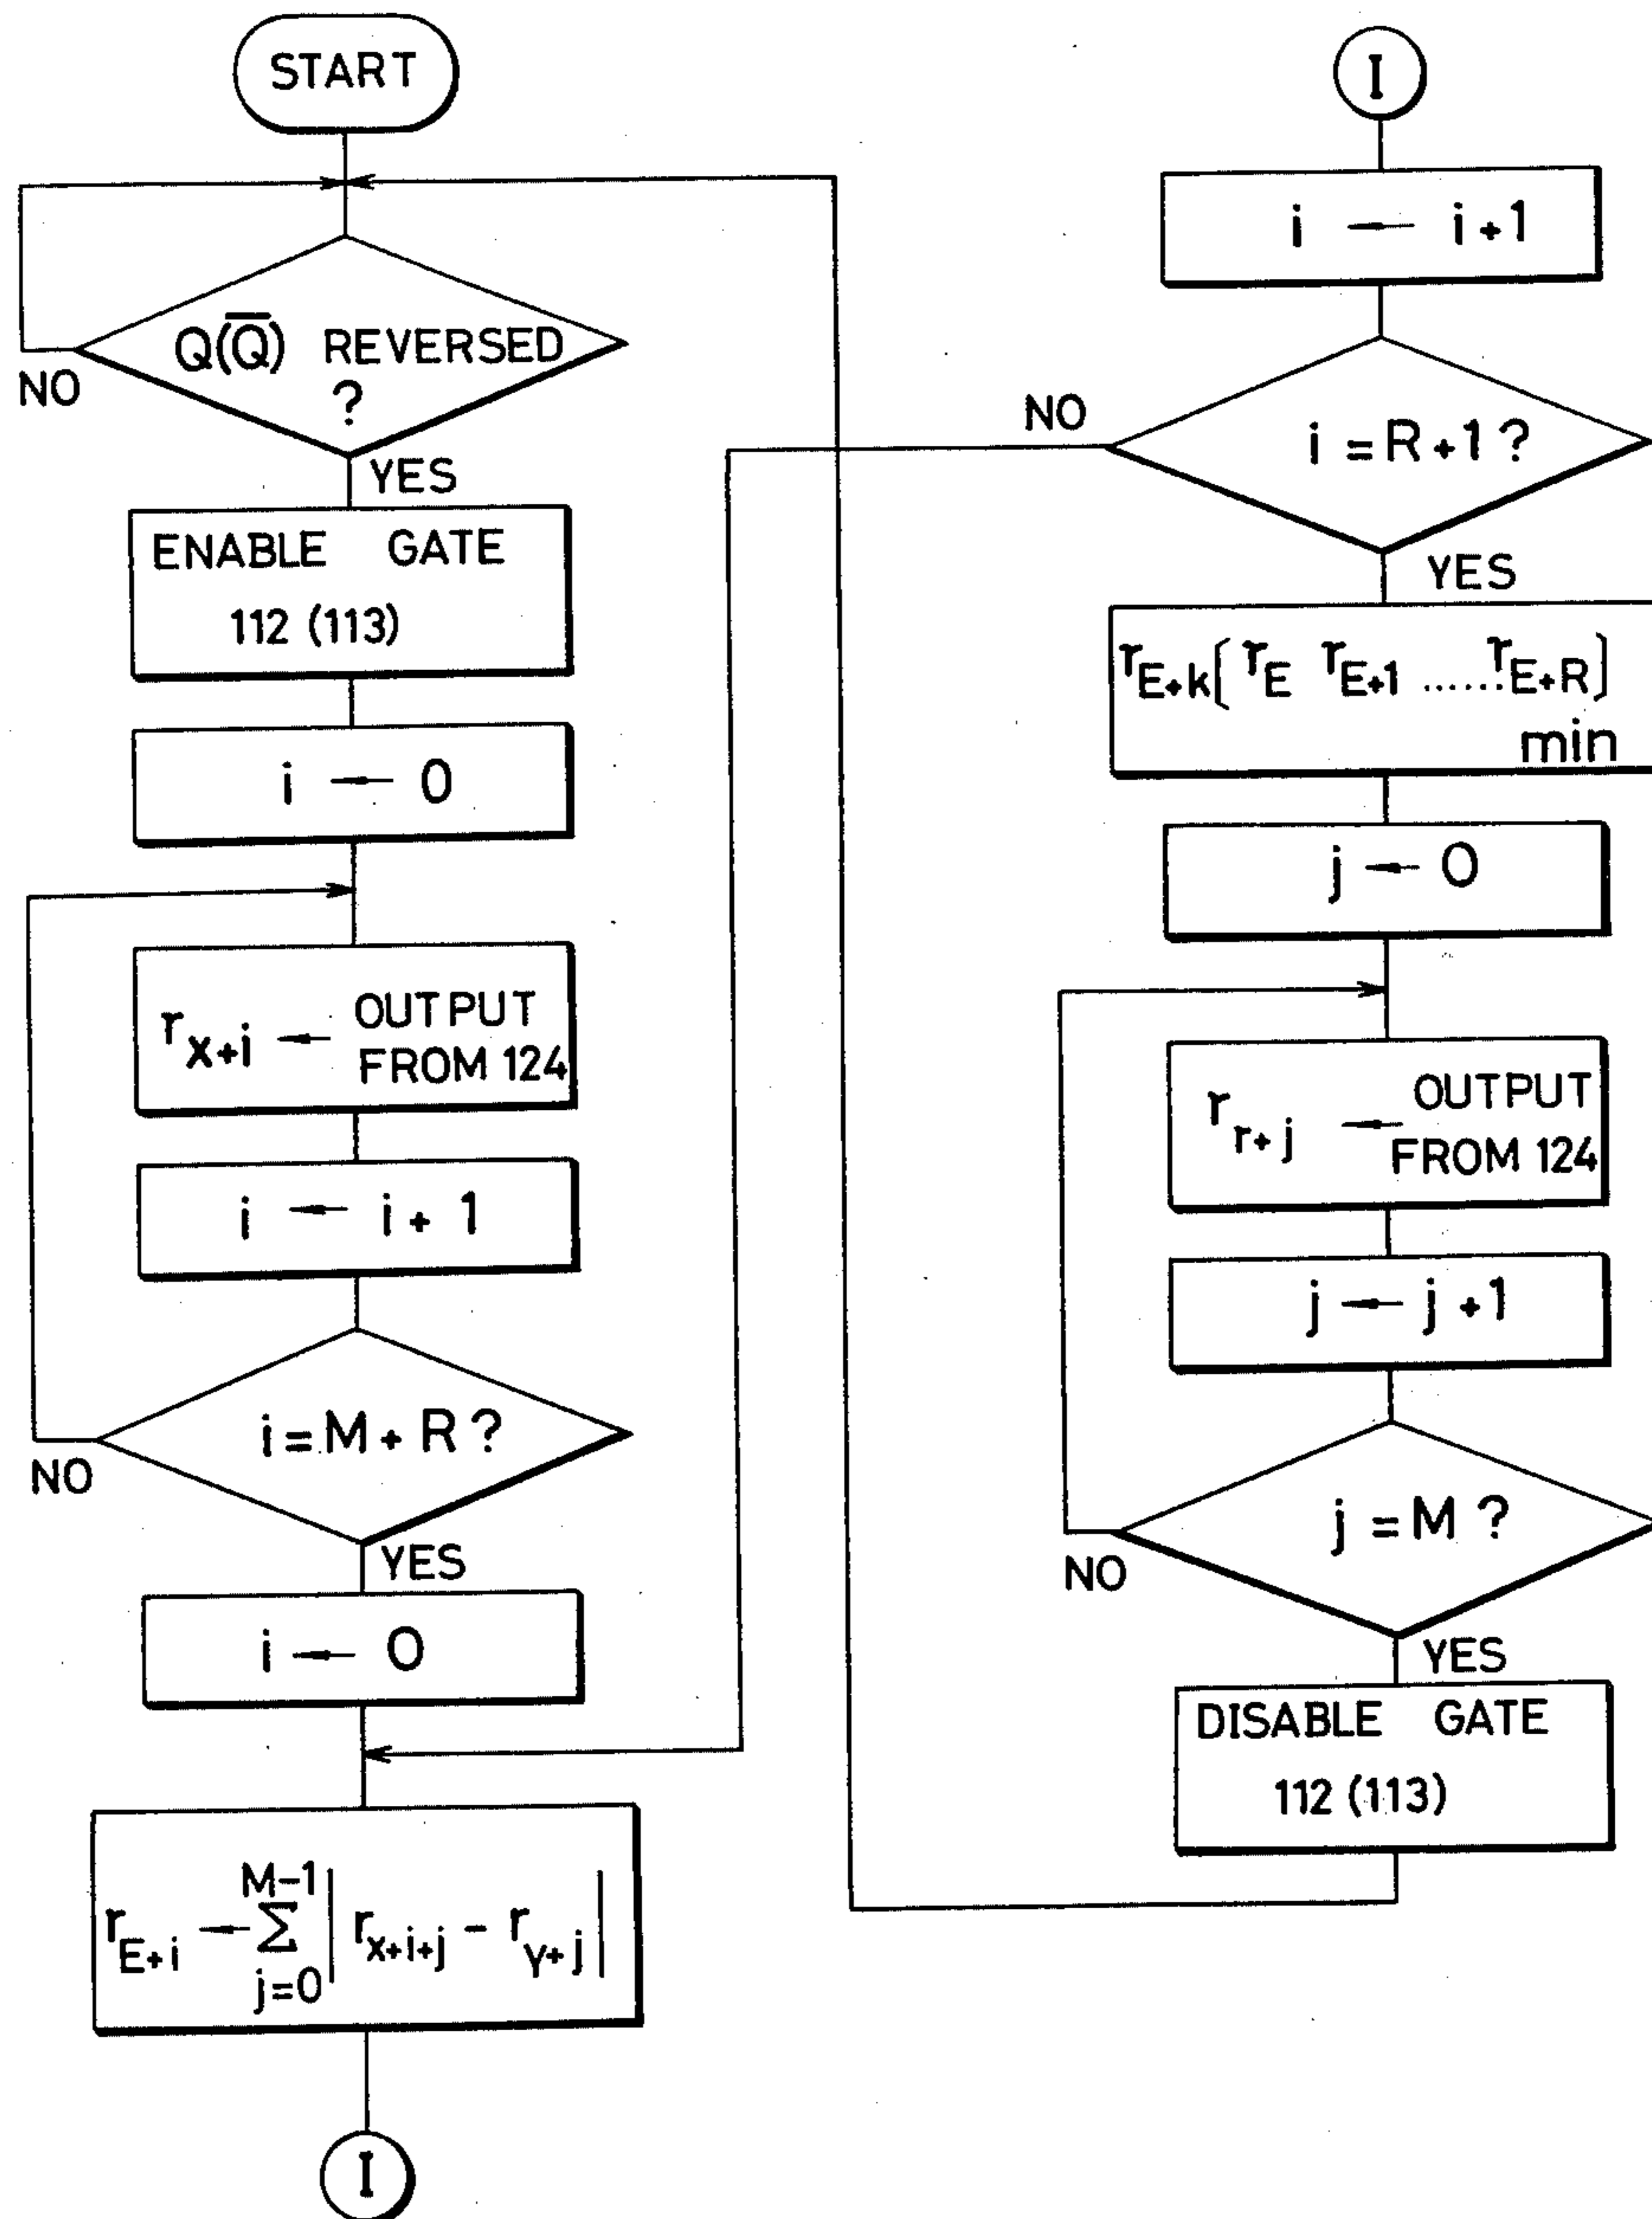 START
Q(Q̅) REVERSED
?
NO
YES
ENABLE GATE
112 (113)
i ← 0
r_{X+i} ← OUTPUT
FROM 124
i ← i + 1
i = M + R ?
NO
YES
i ← 0
r_{E+i} ← \sum_{j=0}^{M-1} | r_{X+i+j} - r_{Y+j} |
I
I
i ← i + 1
i = R + 1 ?
NO
YES
r_{E+k} [ r_E r_{E+1} ...... r_{E+R} ]
min
j ← 0
r_{r+j} ← OUTPUT
FROM 124
j ← j + 1
j = M ?
NO
YES
DISABLE GATE
112 (113)